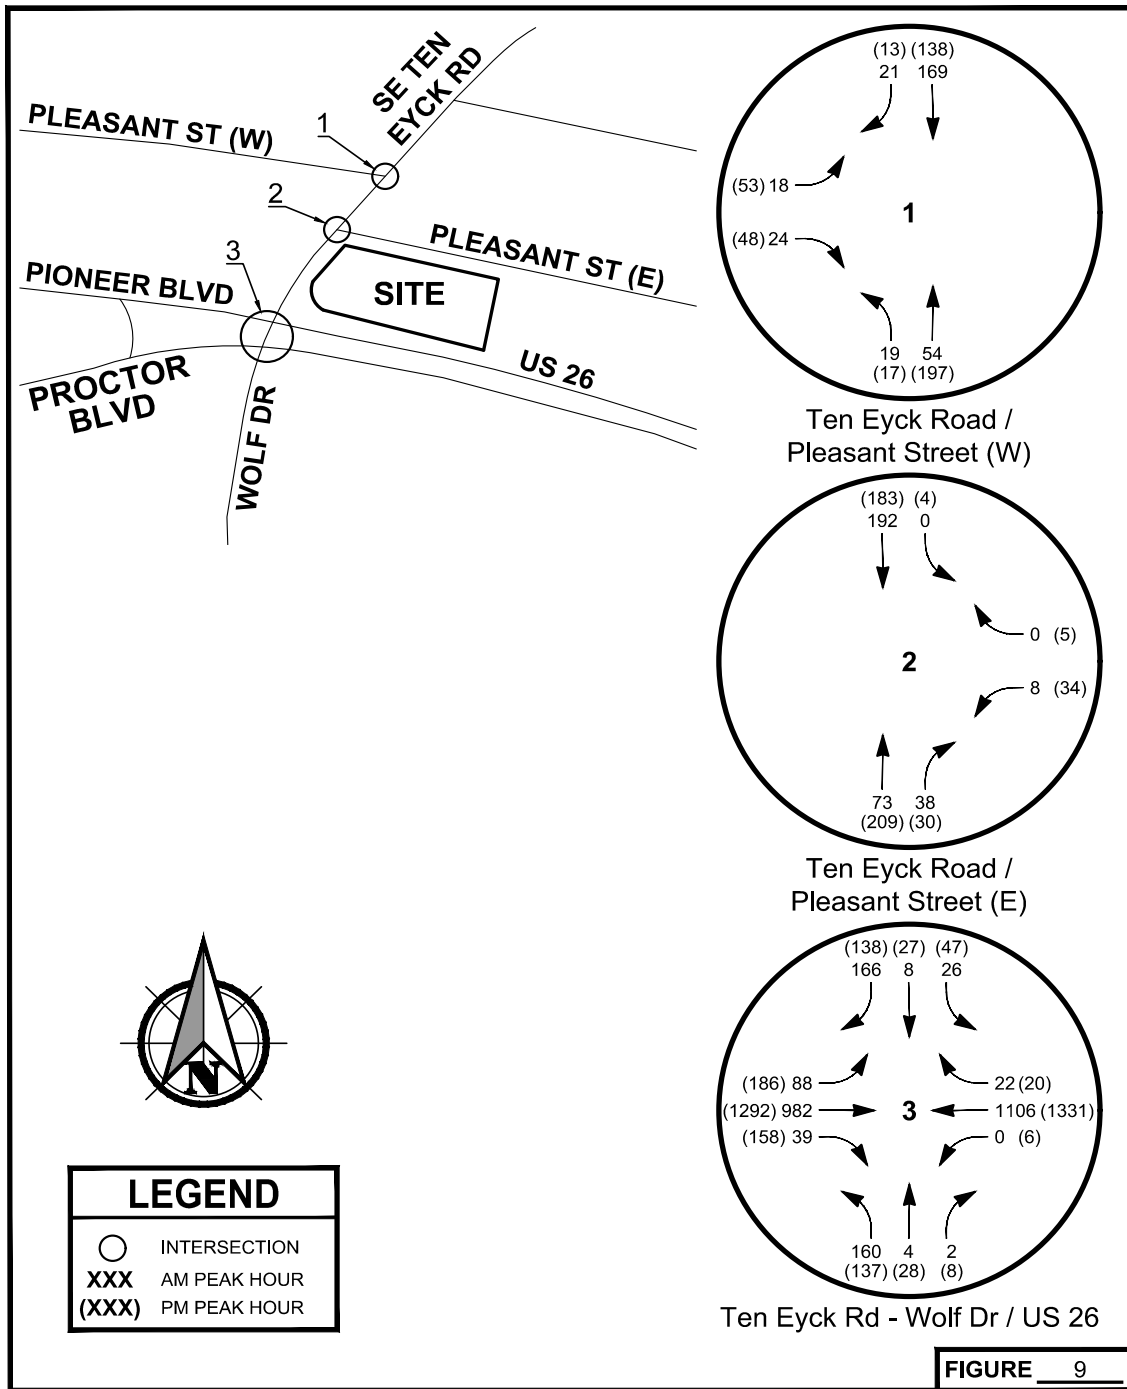 SE TEN
EYCK RD
PLEASANT ST (W)
1
2
PLEASANT ST (E)
3
PIONEER BLVD
SITE
US 26
PROCTOR
BLVD
WOLF DR
(13) (138)
21 169
(53) 18
1
(48) 24
19 54
(17) (197)
Ten Eyck Road /
Pleasant Street (W)
(183) (4)
192 0
0 (5)
2
8 (34)
73 38
(209) (30)
Ten Eyck Road /
Pleasant Street (E)
(138) (27) (47)
166 8 26
(186) 88 22 (20)
(1292) 982 3 1106 (1331)
(158) 39 0 (6)
160 4 2
(137) (28) (8)
Ten Eyck Rd - Wolf Dr / US 26
N
LEGEND
INTERSECTION
XXX AM PEAK HOUR
(XXX) PM PEAK HOUR
FIGURE 9